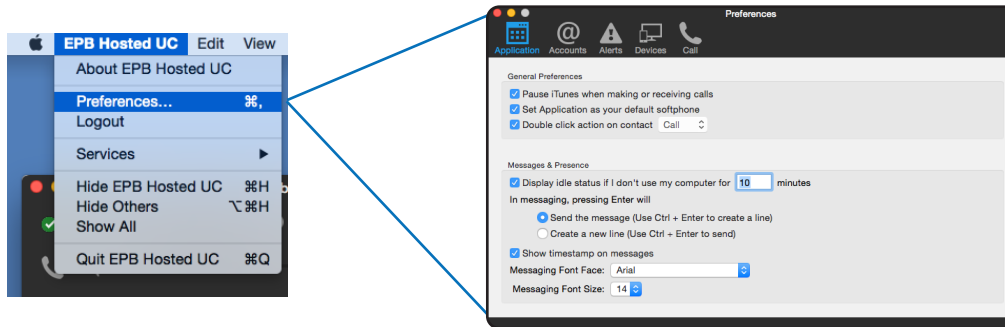 EPB Hosted UC Edit View
About EPB Hosted UC
Preferences... ⌘,
Logout
Services ▶
Hide EPB Hosted UC ⌘H
Hide Others ⌥⌘H
Show All
Quit EPB Hosted UC ⌘Q
Preferences
Application Accounts Alerts Devices Call
General Preferences
Pause iTunes when making or receiving calls
Set Application as your default softphone
Double click action on contact Call
Messages & Presence
Display idle status if I don't use my computer for 10 minutes
In messaging, pressing Enter will
Send the message (Use Ctrl + Enter to create a line)
Create a new line (Use Ctrl + Enter to send)
Show timestamp on messages
Messaging Font Face: Arial
Messaging Font Size: 14